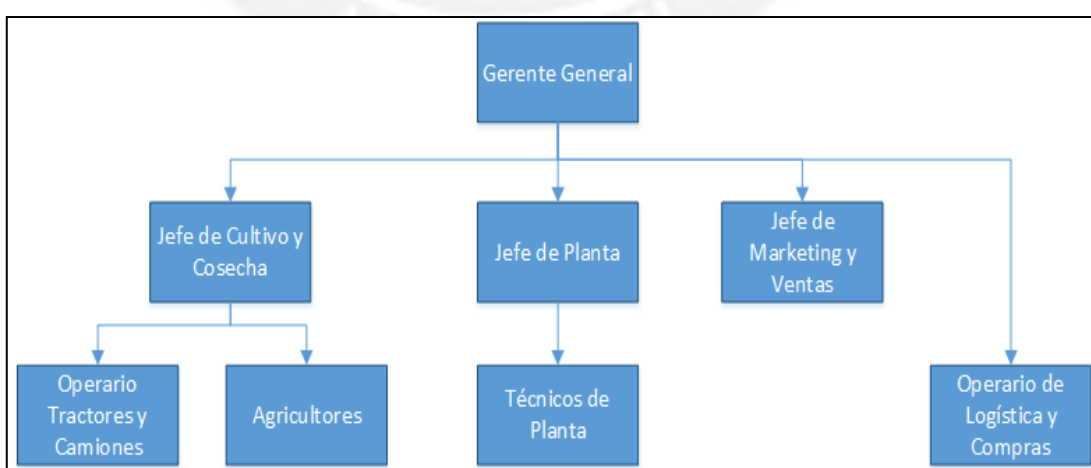 Gerente General
Jefe de Cultivo y
Cosecha
Jefe de Planta
Jefe de
Marketing y
Ventas
Operario
Tractores y
Camiones
Agricultores
Técnicos de
Planta
Operario de
Logística y
Compras